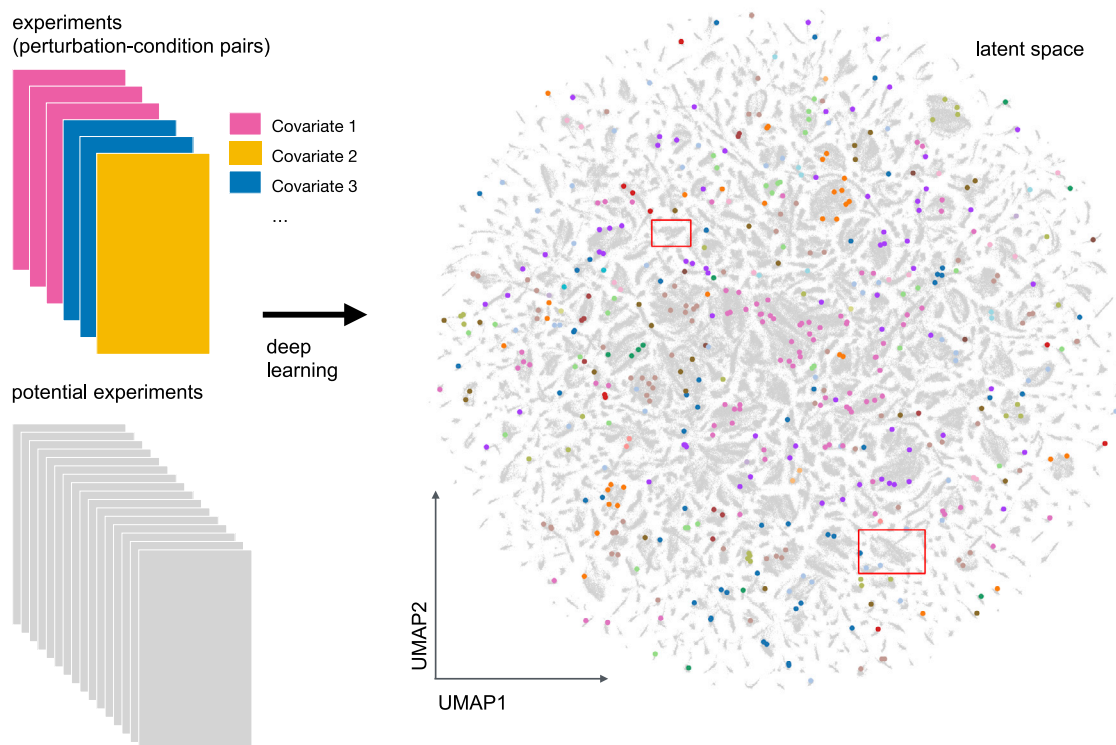 experiments
(perturbation-condition pairs)
Covariate 1
Covariate 2
Covariate 3
...
deep
learning
potential experiments
latent space
UMAP2
UMAP1